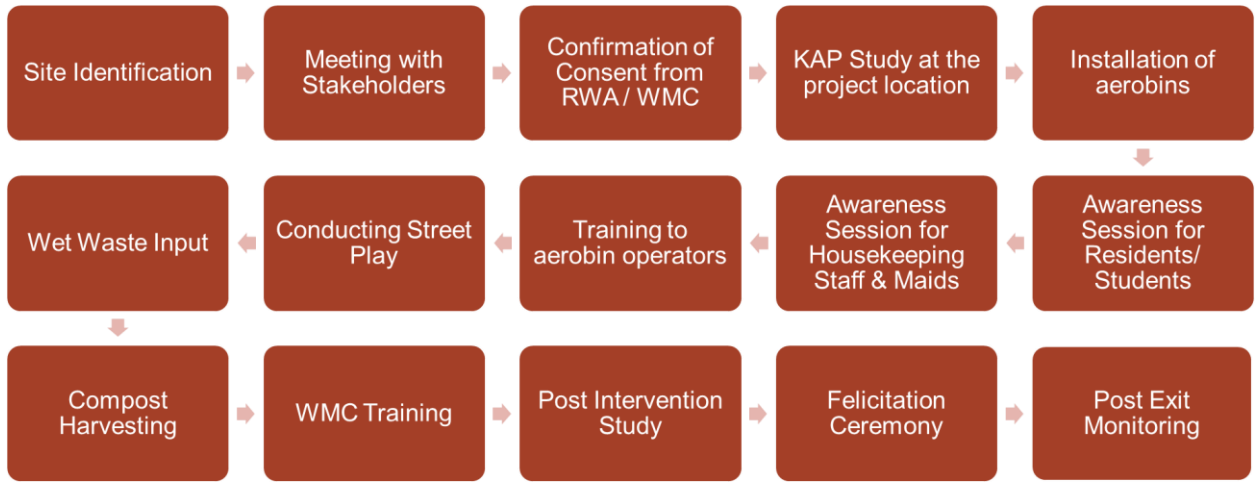 Site Identification
Meeting with
Stakeholders
Confirmation of
Consent from
RWA / WMC
KAP Study at the
project location
Installation of
aerobins
Awareness
Session for
Residents/
Students
Awareness
Session for
Housekeeping
Staff & Maids
Training to
aerobin operators
Conducting Street
Play
Wet Waste Input
Compost
Harvesting
WMC Training
Post Intervention
Study
Felicitation
Ceremony
Post Exit
Monitoring